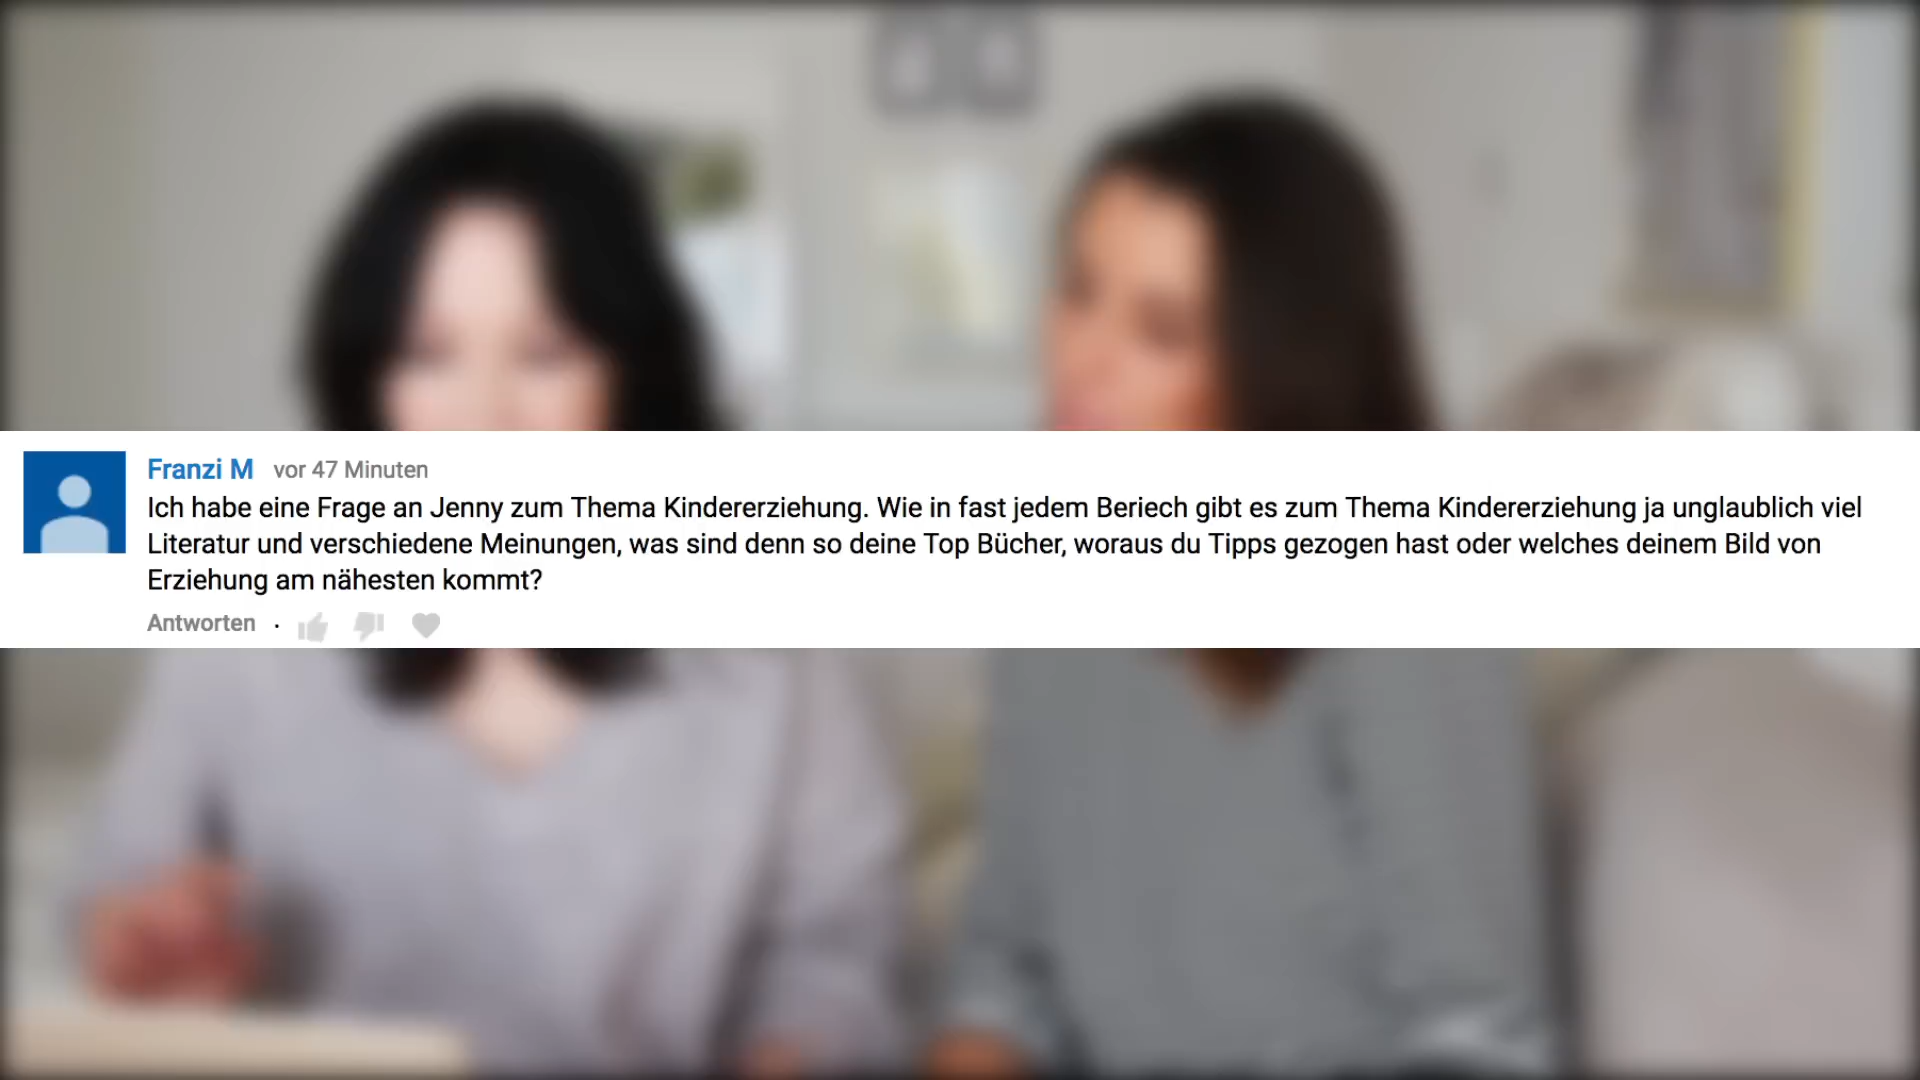 Franzi M vor 47 Minuten
Ich habe eine Frage an Jenny zum Thema Kindererziehung. Wie in fast jedem Beriech gibt es zum Thema Kindererziehung ja unglaublich viel
Literatur und verschiedene Meinungen, was sind denn so deine Top Bücher, woraus du Tipps gezogen hast oder welches deinem Bild von
Erziehung am nähesten kommt?
Antworten ·